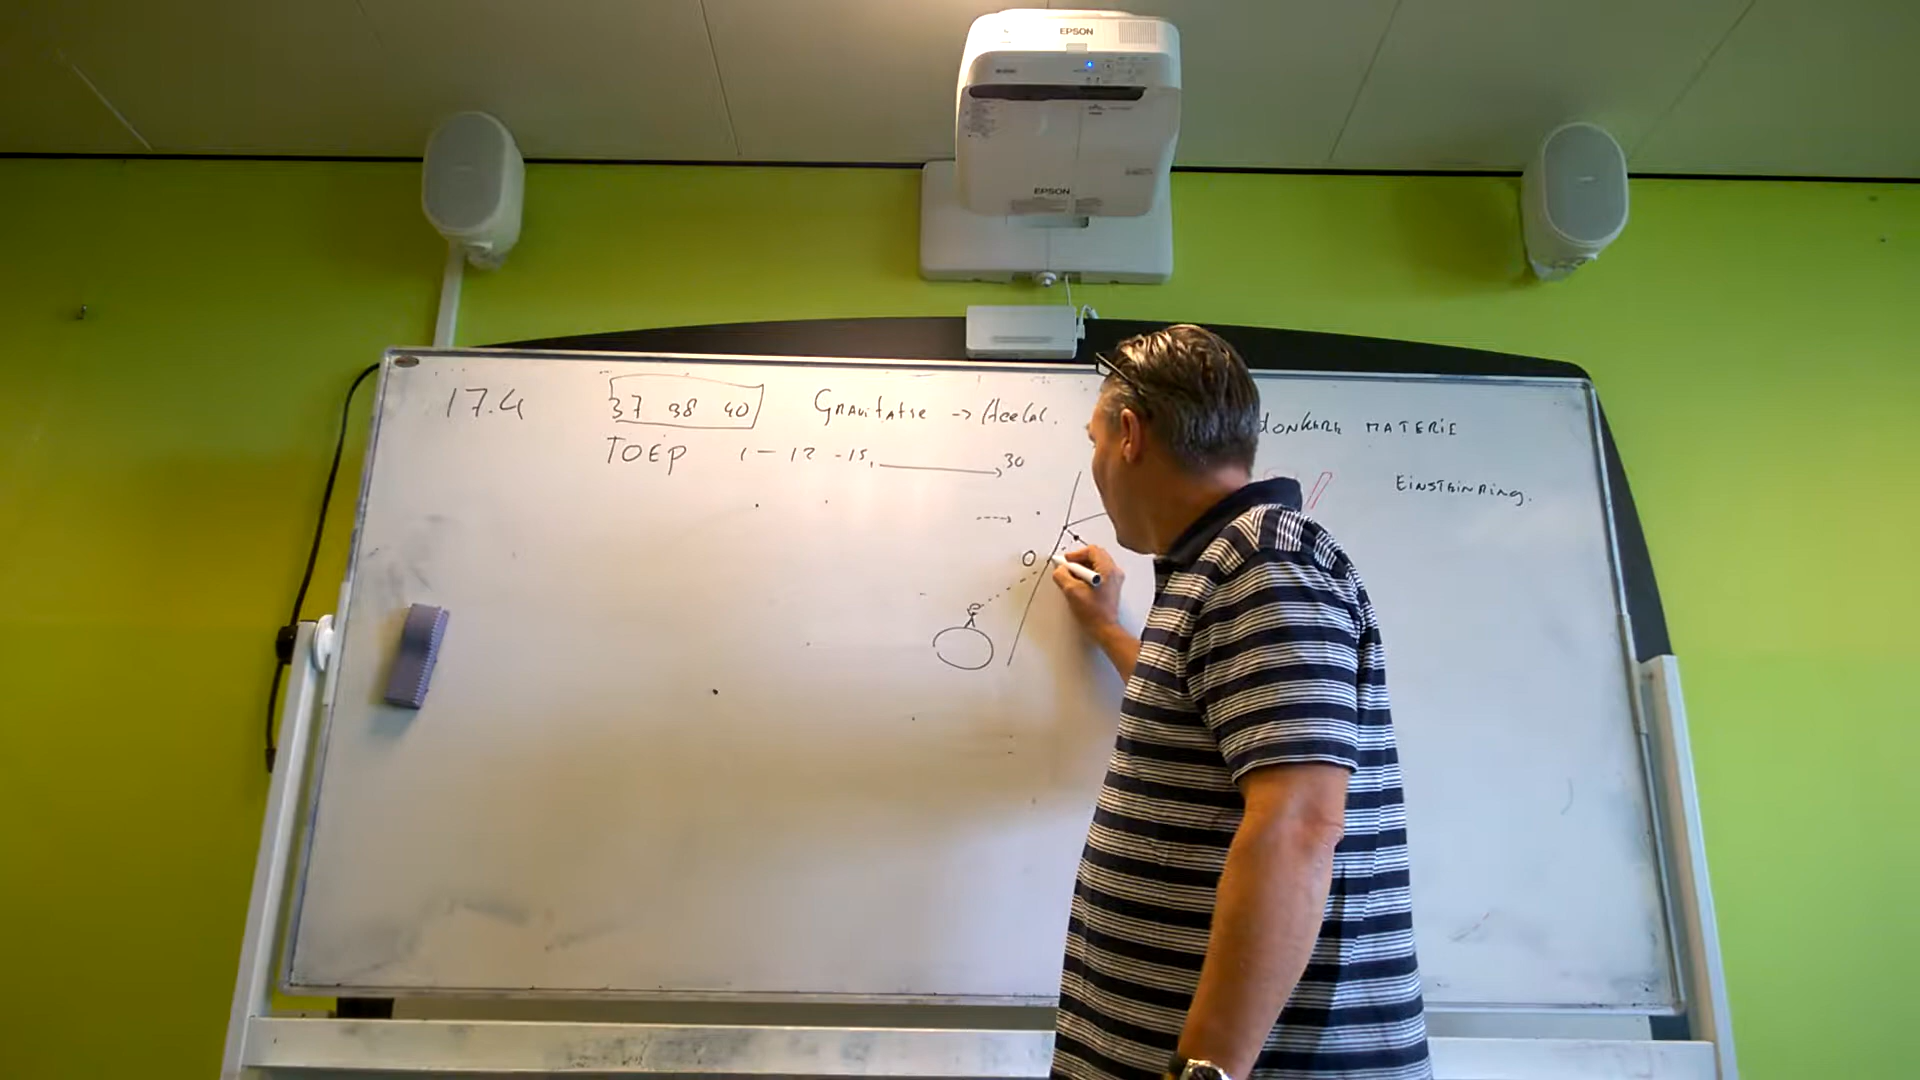 EPSON
EPSON
17.4
37 38 40
GRAVITATIE -> Heelal.
DONKERE MATERIE
TOEP 1 - 12 - 15, → 30
EINSTEINRING.
O